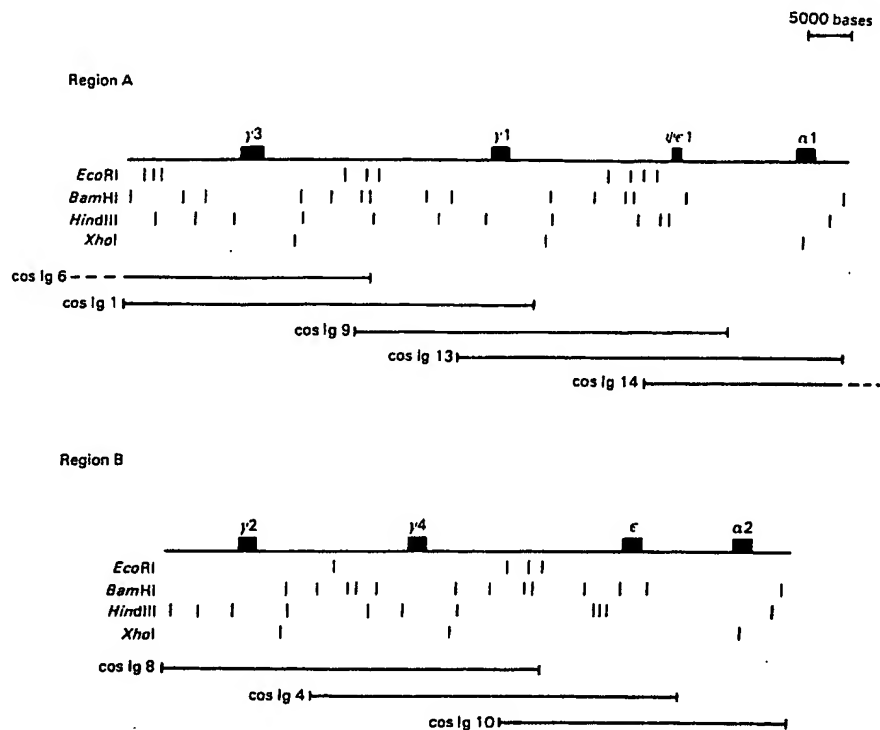 5000 bases
Region A
γ3 γ1 ψε1 α1
EcoRI
BamHI
HindIII
XhoI
cos Ig 6
cos Ig 1
cos Ig 9
cos Ig 13
cos Ig 14
Region B
γ2 γ4 ε α2
EcoRI
BamHI
HindIII
XhoI
cos Ig 8
cos Ig 4
cos Ig 10